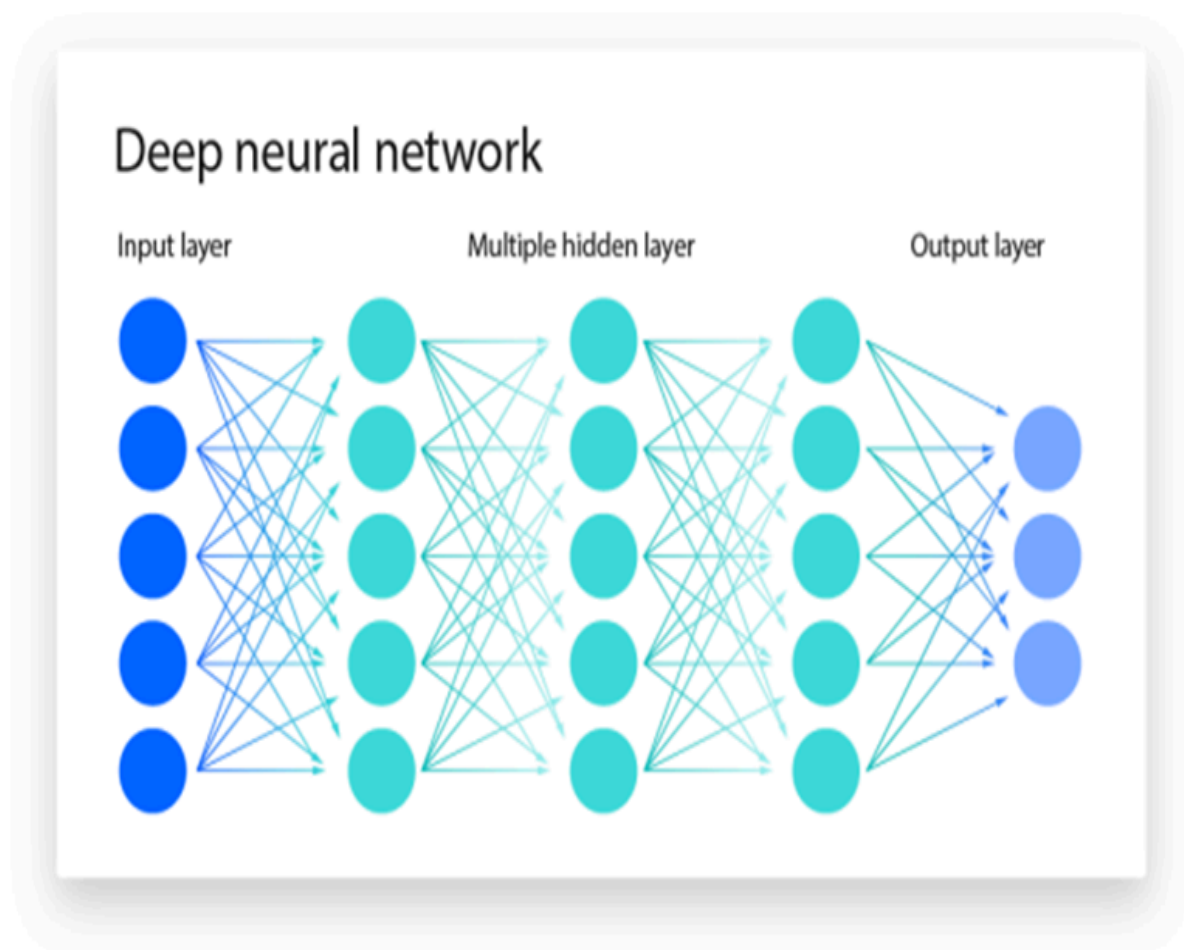 Deep neural network
Input layer
Multiple hidden layer
Output layer